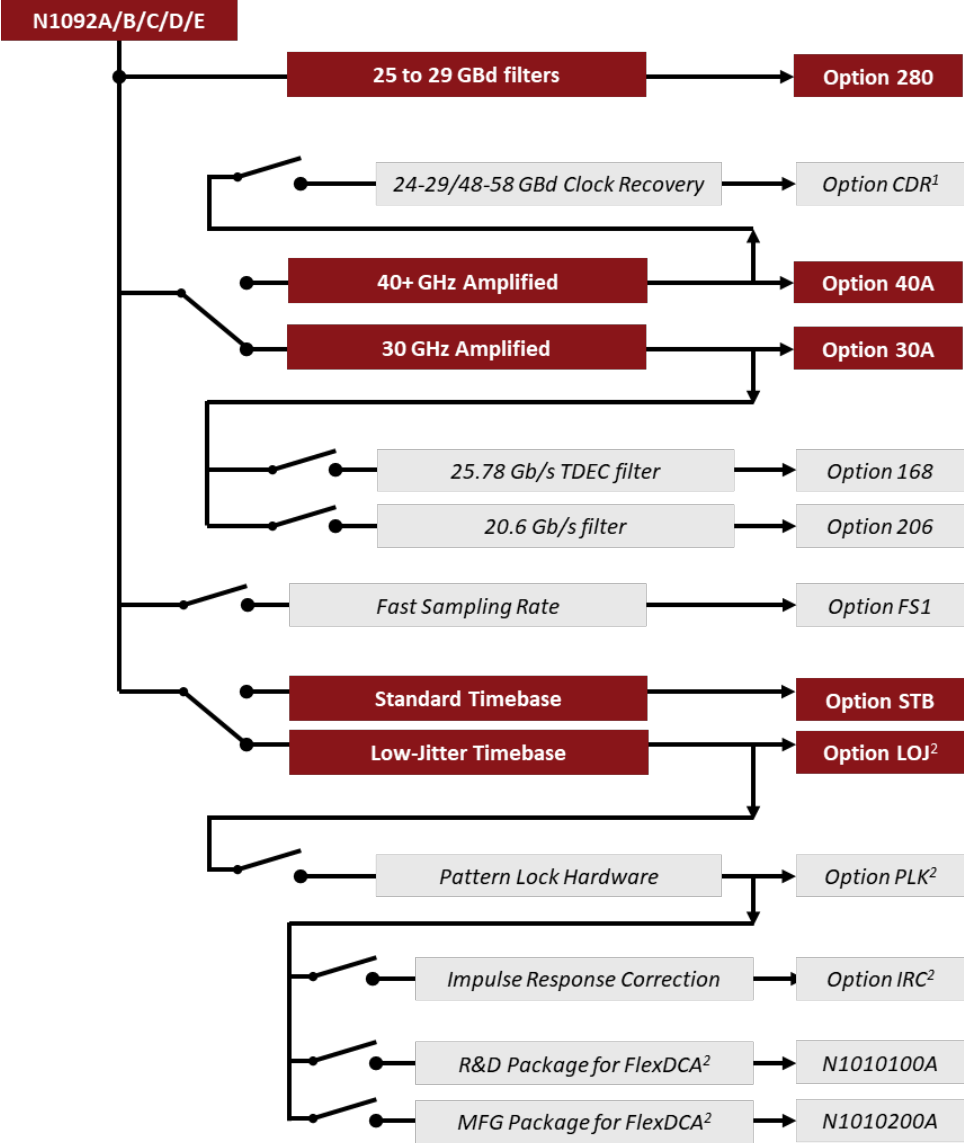 N1092A/B/C/D/E
25 to 29 GBd filters
Option 280
24-29/48-58 GBd Clock Recovery
Option CDR¹
40+ GHz Amplified
Option 40A
30 GHz Amplified
Option 30A
25.78 Gb/s TDEC filter
Option 168
20.6 Gb/s filter
Option 206
Fast Sampling Rate
Option FS1
Standard Timebase
Option STB
Low-Jitter Timebase
Option LOJ²
Pattern Lock Hardware
Option PLK²
Impulse Response Correction
Option IRC²
R&D Package for FlexDCA²
N1010100A
MFG Package for FlexDCA²
N1010200A